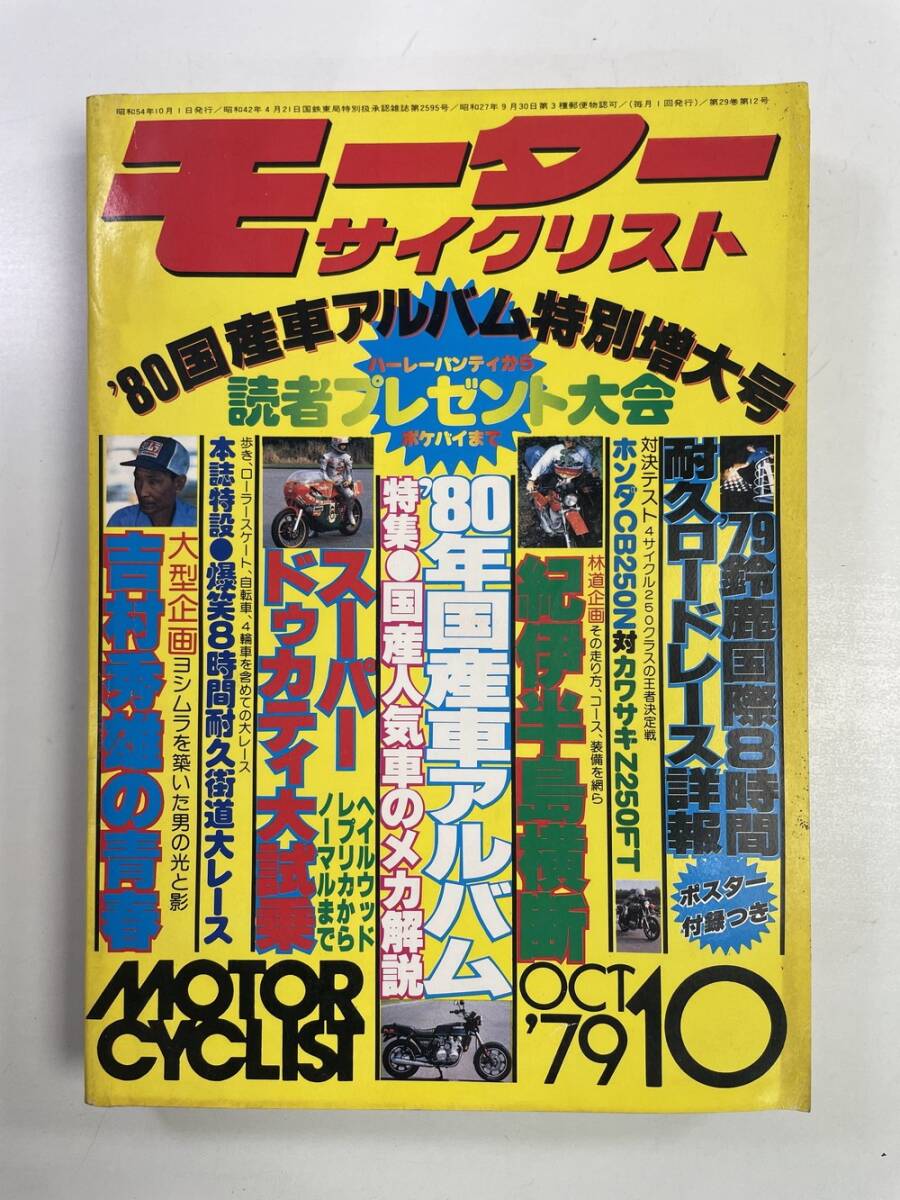 昭和54年10月1日発行／昭和42年4月21日国鉄東局特別扱承認雑誌第2595号／昭和27年9月30日第3種郵便物認可／(毎月1回発行)／第29巻第12号
モーター
サイクリスト
'80国産車アルバム特別増大号
ハーレーパンティから
読者プレゼント大会
ポケバイまで
'79鈴鹿国際8時間
耐久ロードレース詳報
ポスター
付録つき
対決テスト 4サイクル250クラスの王者決定戦
ホンダCB250N対カワサキZ250FT
林道企画 その走り方、コース、装備を網ら
紀伊半島横断
'80年国産車アルバム
特集●国産人気車のメカ解説
スーパー
ドゥカティ大試乗
ヘイルウッド
レプリカから
ノーマルまで
歩き、ローラースケート、自転車、4輪車を含めての大レース
本誌特設●爆笑8時間耐久街道大レース
大型企画 ヨシムラを築いた男の光と影
吉村秀雄の青春
MOTOR
CYCLIST
OCT
'79
10